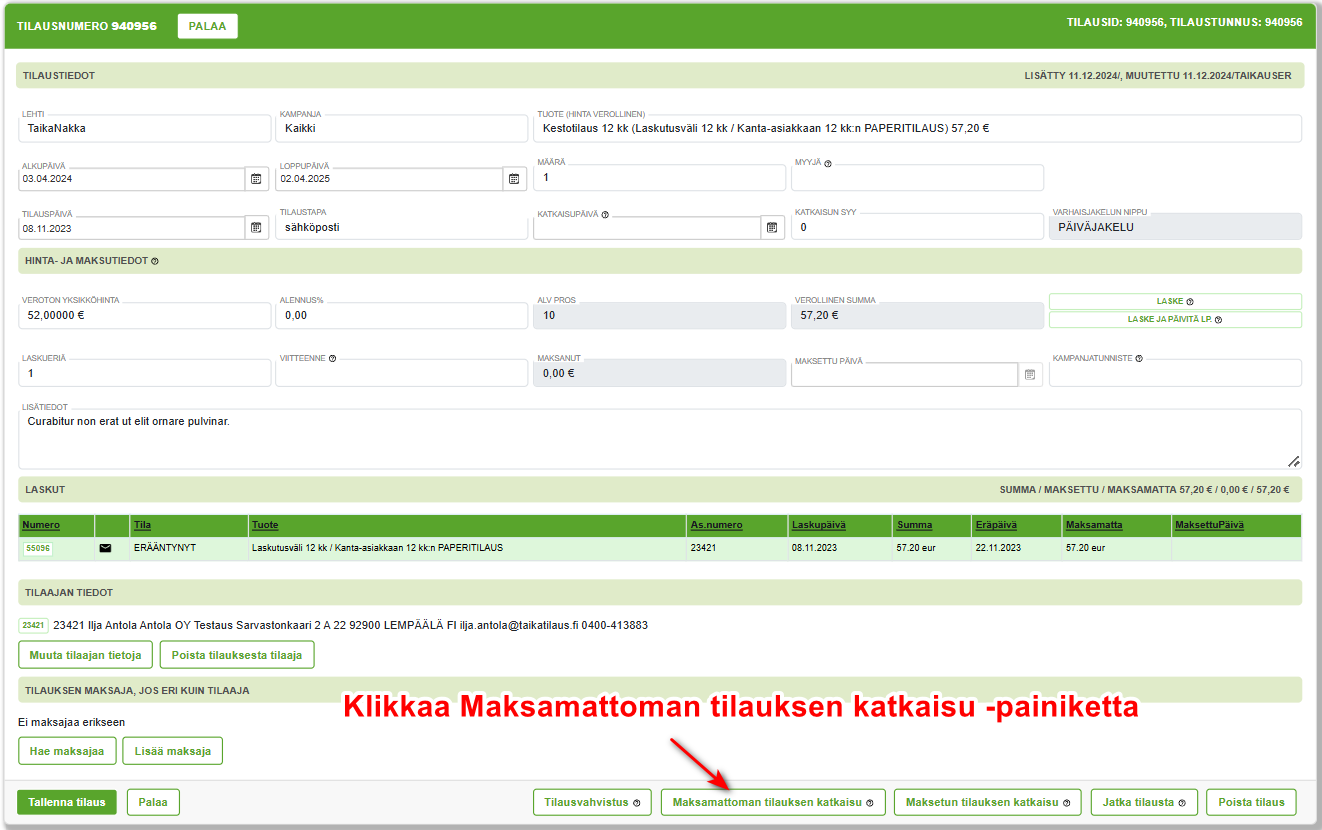 TILAUSNUMERO 940956 PALAA TILAUSID: 940956, TILAUSTUNNUS: 940956
TILAUSTIEDOT LISÄTTY 11.12.2024/, MUUTETTU 11.12.2024/TAIKAUSER
LEHTI KAMPANJA TUOTE (HINTA VEROLLINEN)
TaikaNakka Kaikki Kestotilaus 12 kk (Laskutusväli 12 kk / Kanta-asiakkaan 12 kk:n PAPERITILAUS) 57,20 €
ALKUPÄIVÄ LOPPUPÄIVÄ MÄÄRÄ MYYJÄ
03.04.2024 02.04.2025 1
TILAUSPÄIVÄ TILAUSTAPA KATKAISUPÄIVÄ KATKAISUN SYY VARHAISJAKELUN NIPPU
08.11.2023 sähköposti 0 PÄIVÄJAKELU
HINTA- JA MAKSUTIEDOT
VEROTON YKSIKKÖHINTA ALENNUS% ALV PROS VEROLLINEN SUMMA LASKE
52,00000 € 0,00 10 57,20 € LASKE JA PÄIVITÄ LP.
LASKUERIÄ VIITTEENNE MAKSANUT MAKSETTU PÄIVÄ KAMPANJATUNNISTE
1 0,00 €
LISÄTIEDOT
Curabitur non erat ut elit ornare pulvinar.
LASKUT SUMMA / MAKSETTU / MAKSAMATTA 57,20 € / 0,00 € / 57,20 €
Numero Tila Tuote As.numero Laskupäivä Summa Eräpäivä Maksamatta MaksettuPäivä
55096 ERÄÄNTYNYT Laskutusväli 12 kk / Kanta-asiakkaan 12 kk:n PAPERITILAUS 23421 08.11.2023 57.20 eur 22.11.2023 57.20 eur
TILAAJAN TIEDOT
23421 23421 Ilja Antola Antola OY Testaus Sarvastonkaari 2 A 22 92900 LEMPÄÄLÄ FI ilja.antola@taikatilaus.fi 0400-413883
Muuta tilaajan tietoja Poista tilauksesta tilaaja
TILAUKSEN MAKSAJA, JOS ERI KUIN TILAAJA
Klikkaa Maksamattoman tilauksen katkaisu -painiketta
Ei maksajaa erikseen
Hae maksajaa Lisää maksaja
Tallenna tilaus Palaa Tilausvahvistus Maksamattoman tilauksen katkaisu Maksetun tilauksen katkaisu Jatka tilausta Poista tilaus